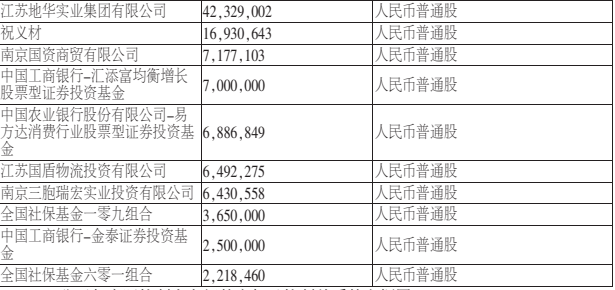 江苏地华实业集团有限公司 42,329,002 人民币普通股
祝义材 16,930,643 人民币普通股
南京国资商贸有限公司 7,177,103 人民币普通股
中国工商银行-汇添富均衡增长
股票型证券投资基金 7,000,000 人民币普通股
中国农业银行股份有限公司-易
方达消费行业股票型证券投资基 6,886,849 人民币普通股
金
江苏国盾物流投资有限公司 6,492,275 人民币普通股
南京三胞瑞宏实业投资有限公司 6,430,558 人民币普通股
全国社保基金一零九组合 3,650,000 人民币普通股
中国工商银行-金泰证券投资基 2,500,000 人民币普通股
金
全国社保基金六零一组合 2,218,460 人民币普通股